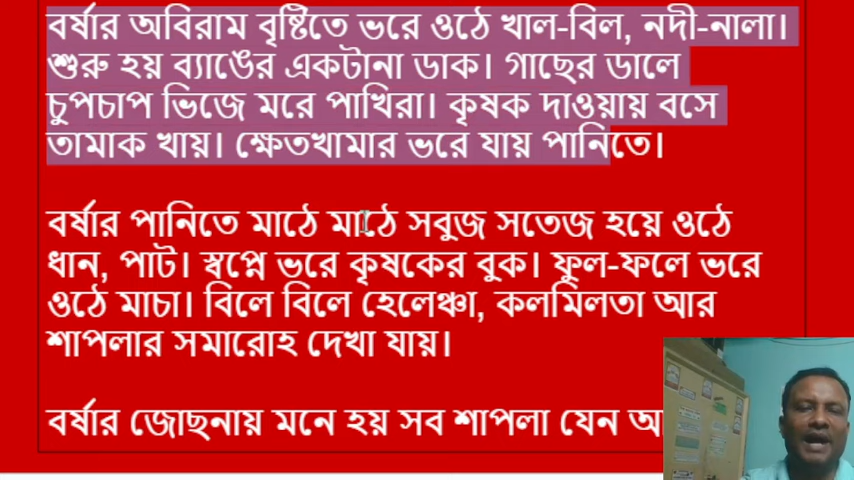 বর্ষার অবিরাম বৃষ্টিতে ভরে ওঠে খাল-বিল, নদী-নালা।
শুরু হয় ব্যাঙের একটানা ডাক। গাছের ডালে
চুপচাপ ভিজে মরে পাখিরা। কৃষক দাওয়ায় বসে
তামাক খায়। ক্ষেতখামার ভরে যায় পানিতে।
বর্ষার পানিতে মাঠে মাঠে সবুজ সতেজ হয়ে ওঠে
ধান, পাট। স্বপ্নে ভরে কৃষকের বুক। ফুল-ফলে ভরে
ওঠে মাচা। বিলে বিলে হেলেঞ্চা, কলমিলতা আর
শাপলার সমারোহ দেখা যায়।
বর্ষার জোছনায় মনে হয় সব শাপলা যেন